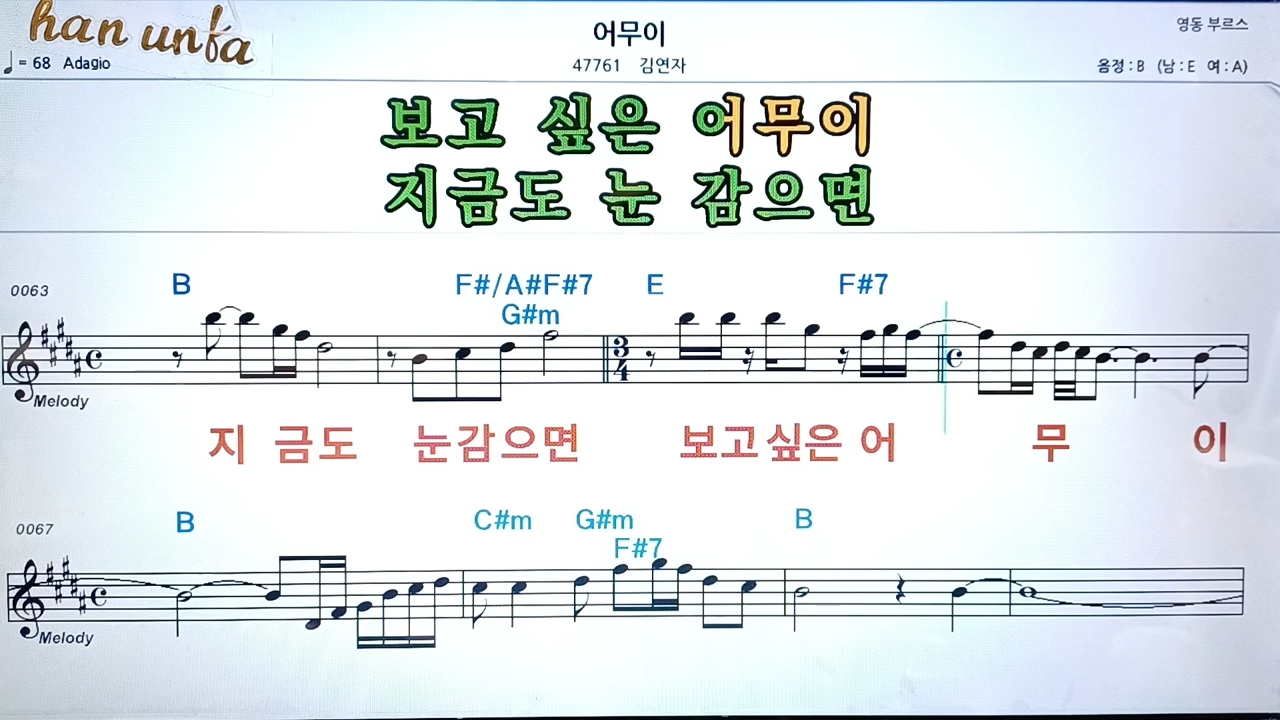 han unfa
♩= 68 Adagio
어무이
47761 김연자
영동 부르스
음정 : B (남 : E 여 : A)
보고 싶은 어무이
지금도 눈 감으면
0063
B F#/A#F#7 E F#7
G#m
3
4
Melody
지 금도 눈감으면 보고싶은 어 무 이
0067
B C#m G#m B
F#7
Melody